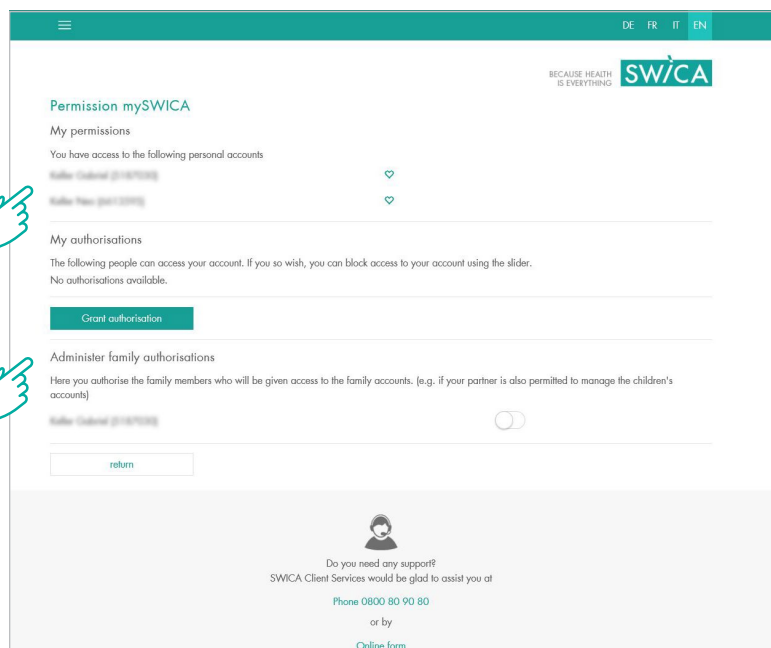 DE FR IT EN
BECAUSE HEALTH
IS EVERYTHING
SWiCA
Permission mySWICA
My permissions
You have access to the following personal accounts
My authorisations
The following people can access your account. If you so wish, you can block access to your account using the slider.
No authorisations available.
Grant authorisation
Administer family authorisations
Here you authorise the family members who will be given access to the family accounts. (e.g. if your partner is also permitted to manage the children's
accounts)
return
Do you need any support?
SWICA Client Services would be glad to assist you at
Phone 0800 80 90 80
or by
Online form